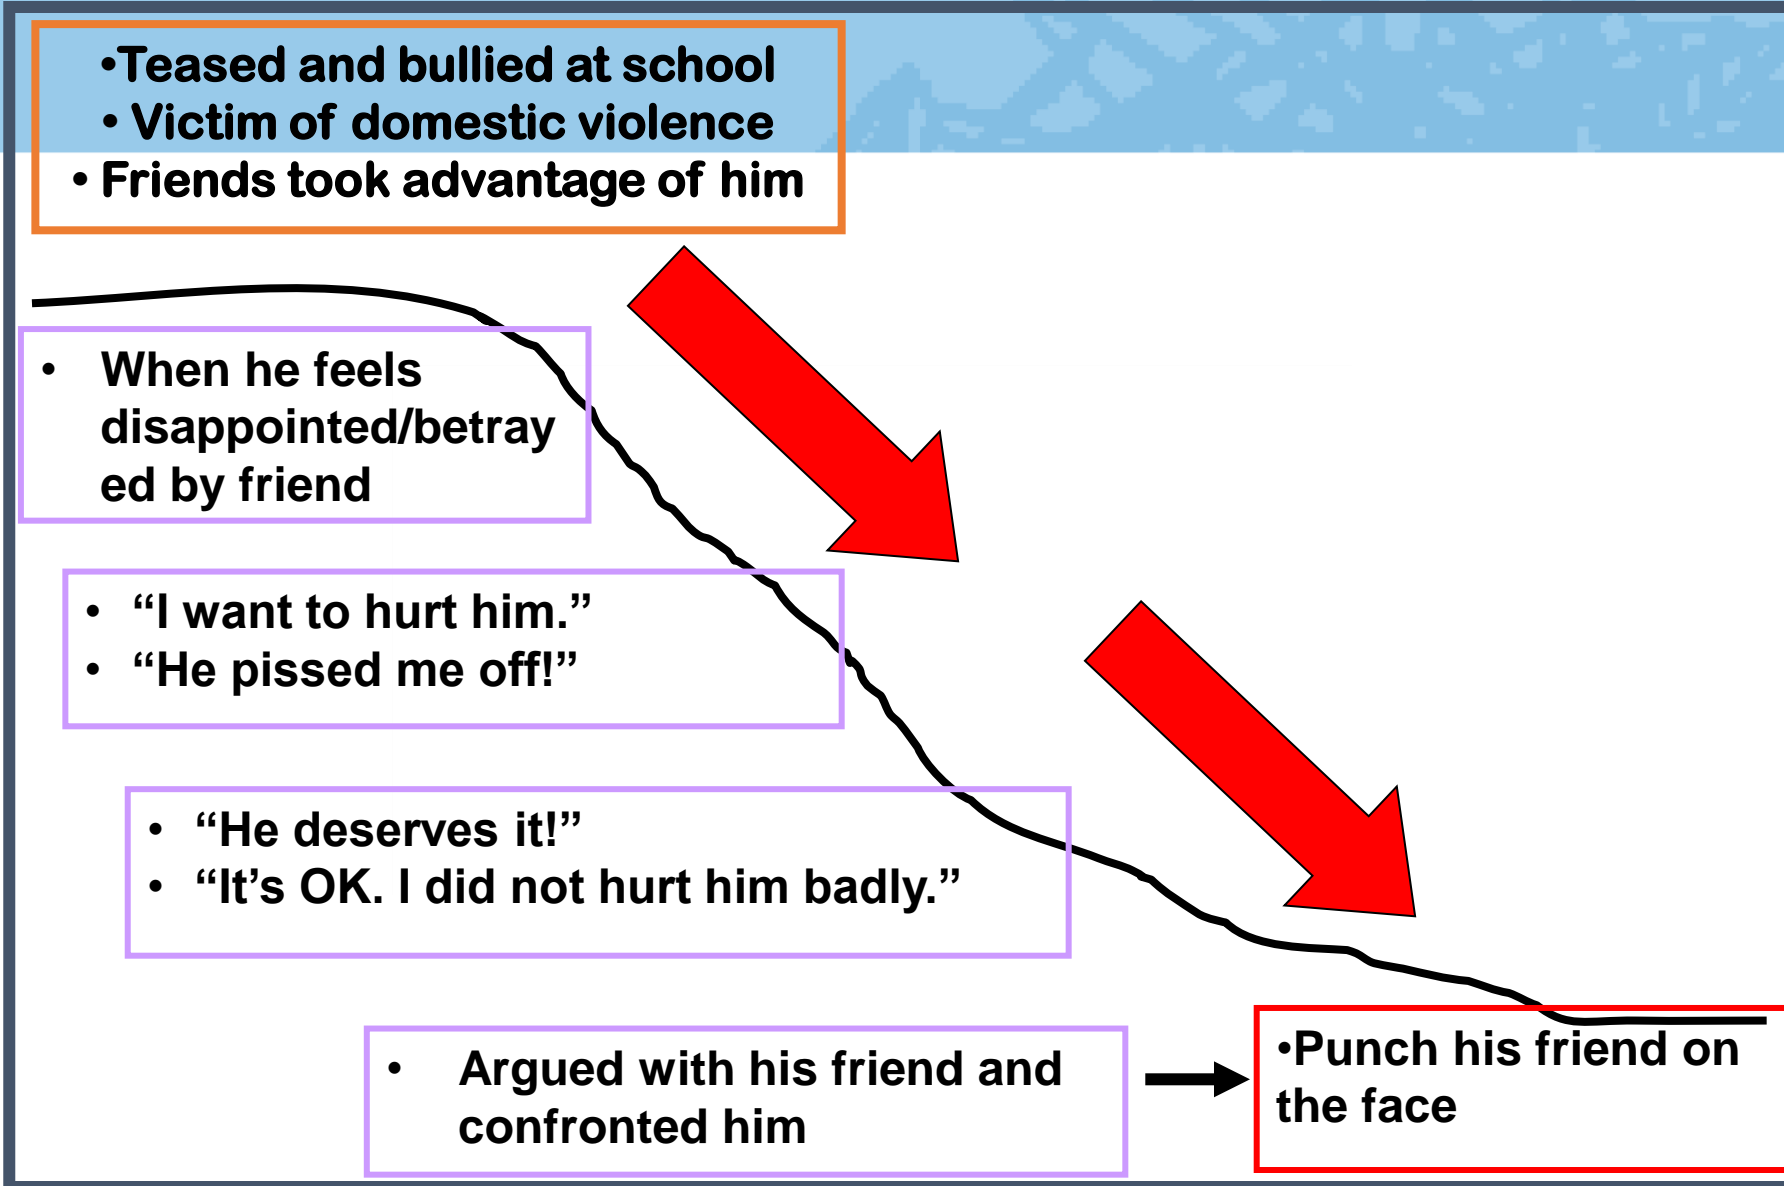 •Teased and bullied at school
• Victim of domestic violence
• Friends took advantage of him
• When he feels
disappointed/betray
ed by friend
• “I want to hurt him.”
• “He pissed me off!”
• “He deserves it!”
• “It’s OK. I did not hurt him badly.”
• Argued with his friend and
confronted him
•Punch his friend on
the face